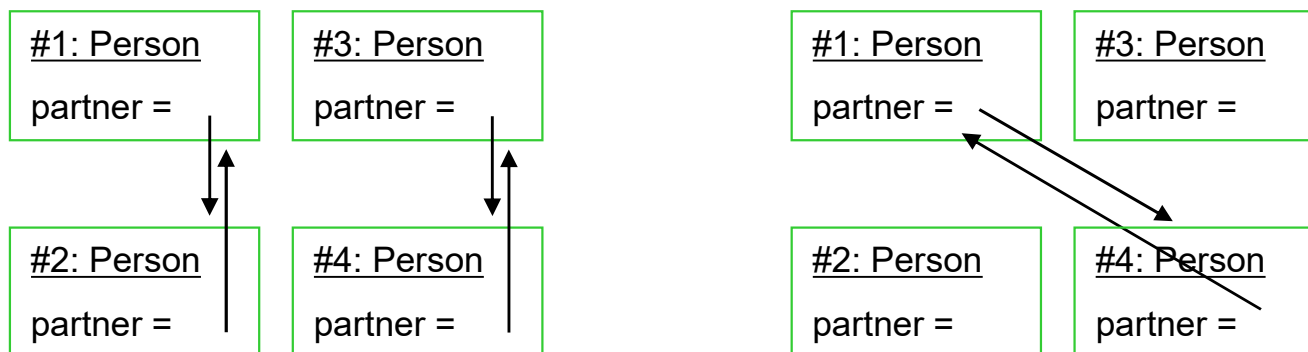 #1: Person
partner =
#3: Person
partner =
#2: Person
partner =
#4: Person
partner =
#1: Person
partner =
#3: Person
partner =
#2: Person
partner =
#4: Person
partner =